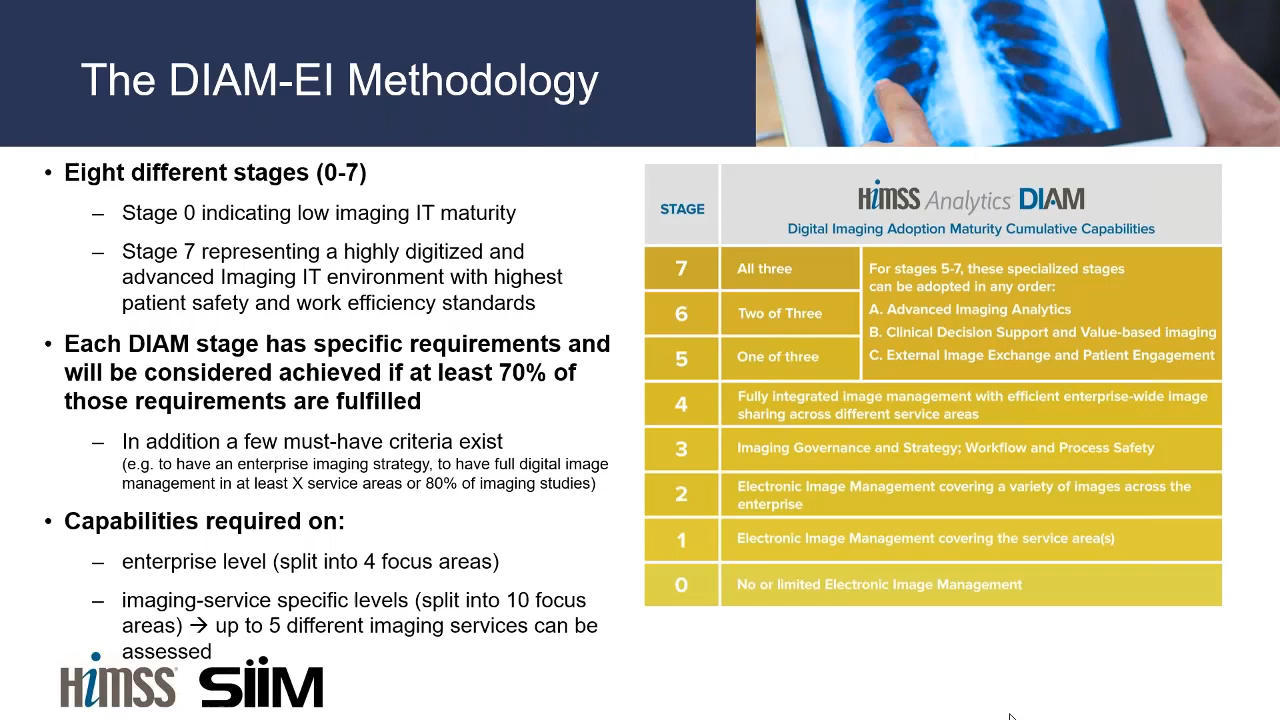 The DIAM-EI Methodology
• Eight different stages (0-7)
– Stage 0 indicating low imaging IT maturity
– Stage 7 representing a highly digitized and
advanced Imaging IT environment with highest
patient safety and work efficiency standards
• Each DIAM stage has specific requirements and
will be considered achieved if at least 70% of
those requirements are fulfilled
– In addition a few must-have criteria exist
(e.g. to have an enterprise imaging strategy, to have full digital image
management in at least X service areas or 80% of imaging studies)
• Capabilities required on:
– enterprise level (split into 4 focus areas)
– imaging-service specific levels (split into 10 focus
areas) → up to 5 different imaging services can be
assessed
HiMSS SiiM
STAGE
HiMSS Analytics DIAM
Digital Imaging Adoption Maturity Cumulative Capabilities
7 All three
6 Two of Three
5 One of three
For stages 5-7, these specialized stages
can be adopted in any order:
A. Advanced Imaging Analytics
B. Clinical Decision Support and Value-based imaging
C. External Image Exchange and Patient Engagement
4 Fully integrated image management with efficient enterprise-wide image
sharing across different service areas
3 Imaging Governance and Strategy; Workflow and Process Safety
2 Electronic Image Management covering a variety of images across the
enterprise
1 Electronic Image Management covering the service area(s)
0 No or limited Electronic Image Management